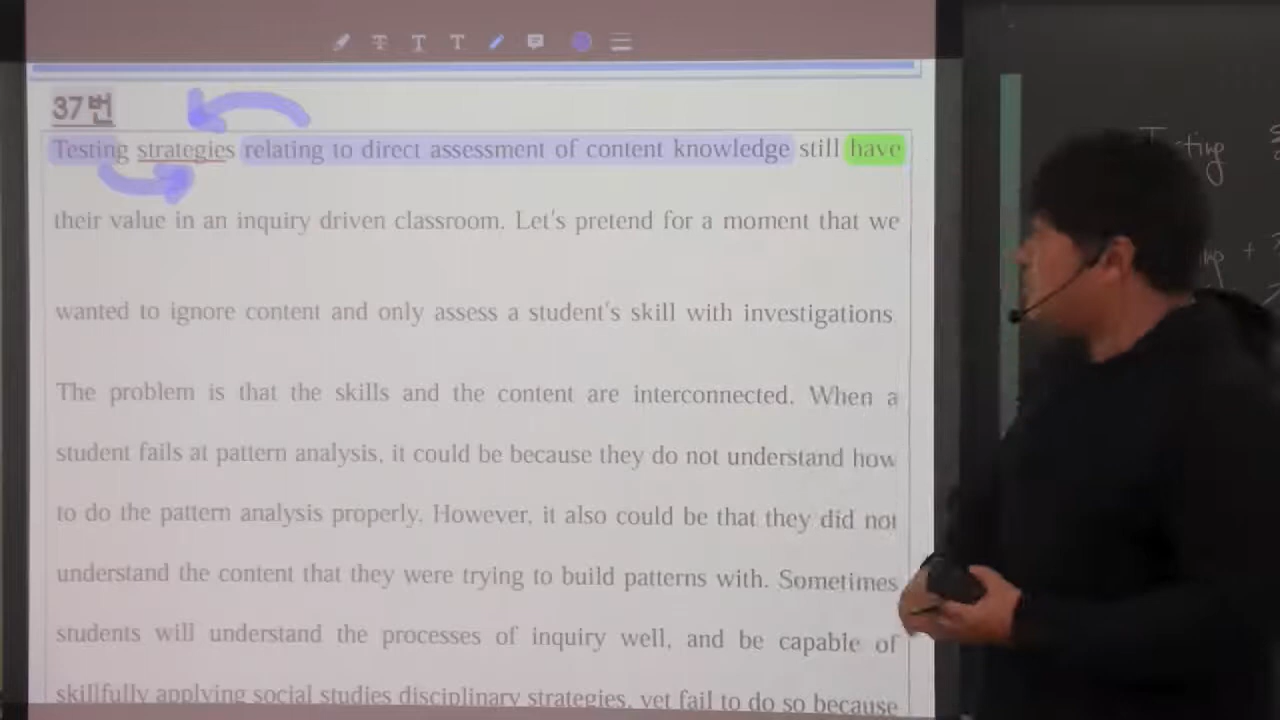 37번
Testing strategies relating to direct assessment of content knowledge still have
their value in an inquiry driven classroom. Let's pretend for a moment that we
wanted to ignore content and only assess a student's skill with investigations
The problem is that the skills and the content are interconnected. When a
student fails at pattern analysis, it could be because they do not understand how
to do the pattern analysis properly. However, it also could be that they did not
understand the content that they were trying to build patterns with. Sometimes
students will understand the processes of inquiry well, and be capable of
skillfully applying social studies disciplinary strategies, yet fail to do so because
Testing